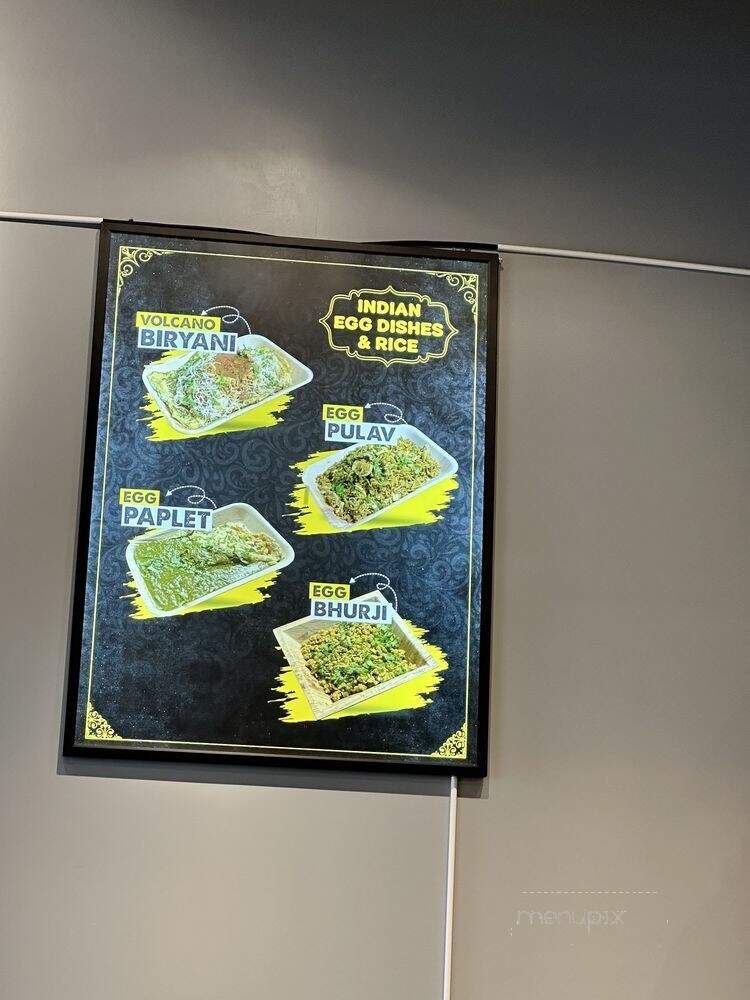 INDIAN
EGG DISHES
& RICE
VOLCANO
BIRYANI
EGG
PULAV
EGG
PAPLET
EGG
BHURJI
menupix